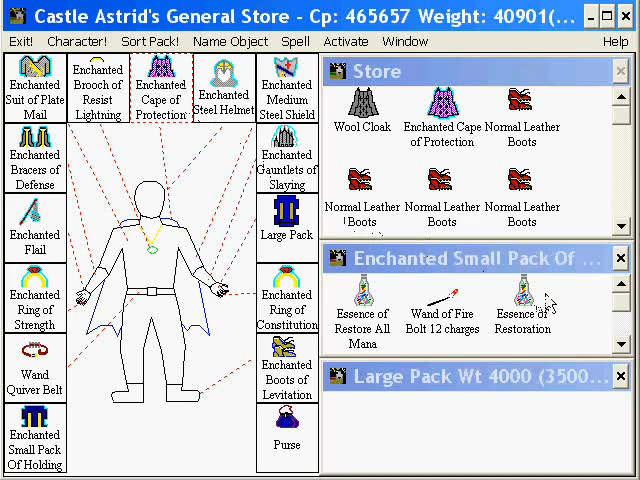 Castle Astrid's General Store - Cp: 465657 Weight: 40901(...
Exit! Character! Sort Pack! Name Object Spell Activate Window Help
Enchanted
Suit of Plate
Mail
Enchanted
Brooch of
Resist
Lightning
Enchanted
Cape of
Protection
Enchanted
Steel Helmet
Enchanted
Medium
Steel Shield
Enchanted
Bracers of
Defense
Enchanted
Gauntlets of
Slaying
Enchanted
Flail
Large Pack
Enchanted
Ring of
Strength
Enchanted
Ring of
Constitution
Wand
Quiver Belt
Enchanted
Boots of
Levitation
Enchanted
Small Pack
Of Holding
Purse
Store
Wool Cloak
Enchanted Cape
of Protection
Normal Leather
Boots
Normal Leather
Boots
Normal Leather
Boots
Normal Leather
Boots
Enchanted Small Pack Of ...
Essence of
Restore All
Mana
Wand of Fire
Bolt 12 charges
Essence of
Restoration
Large Pack Wt 4000 (3500...